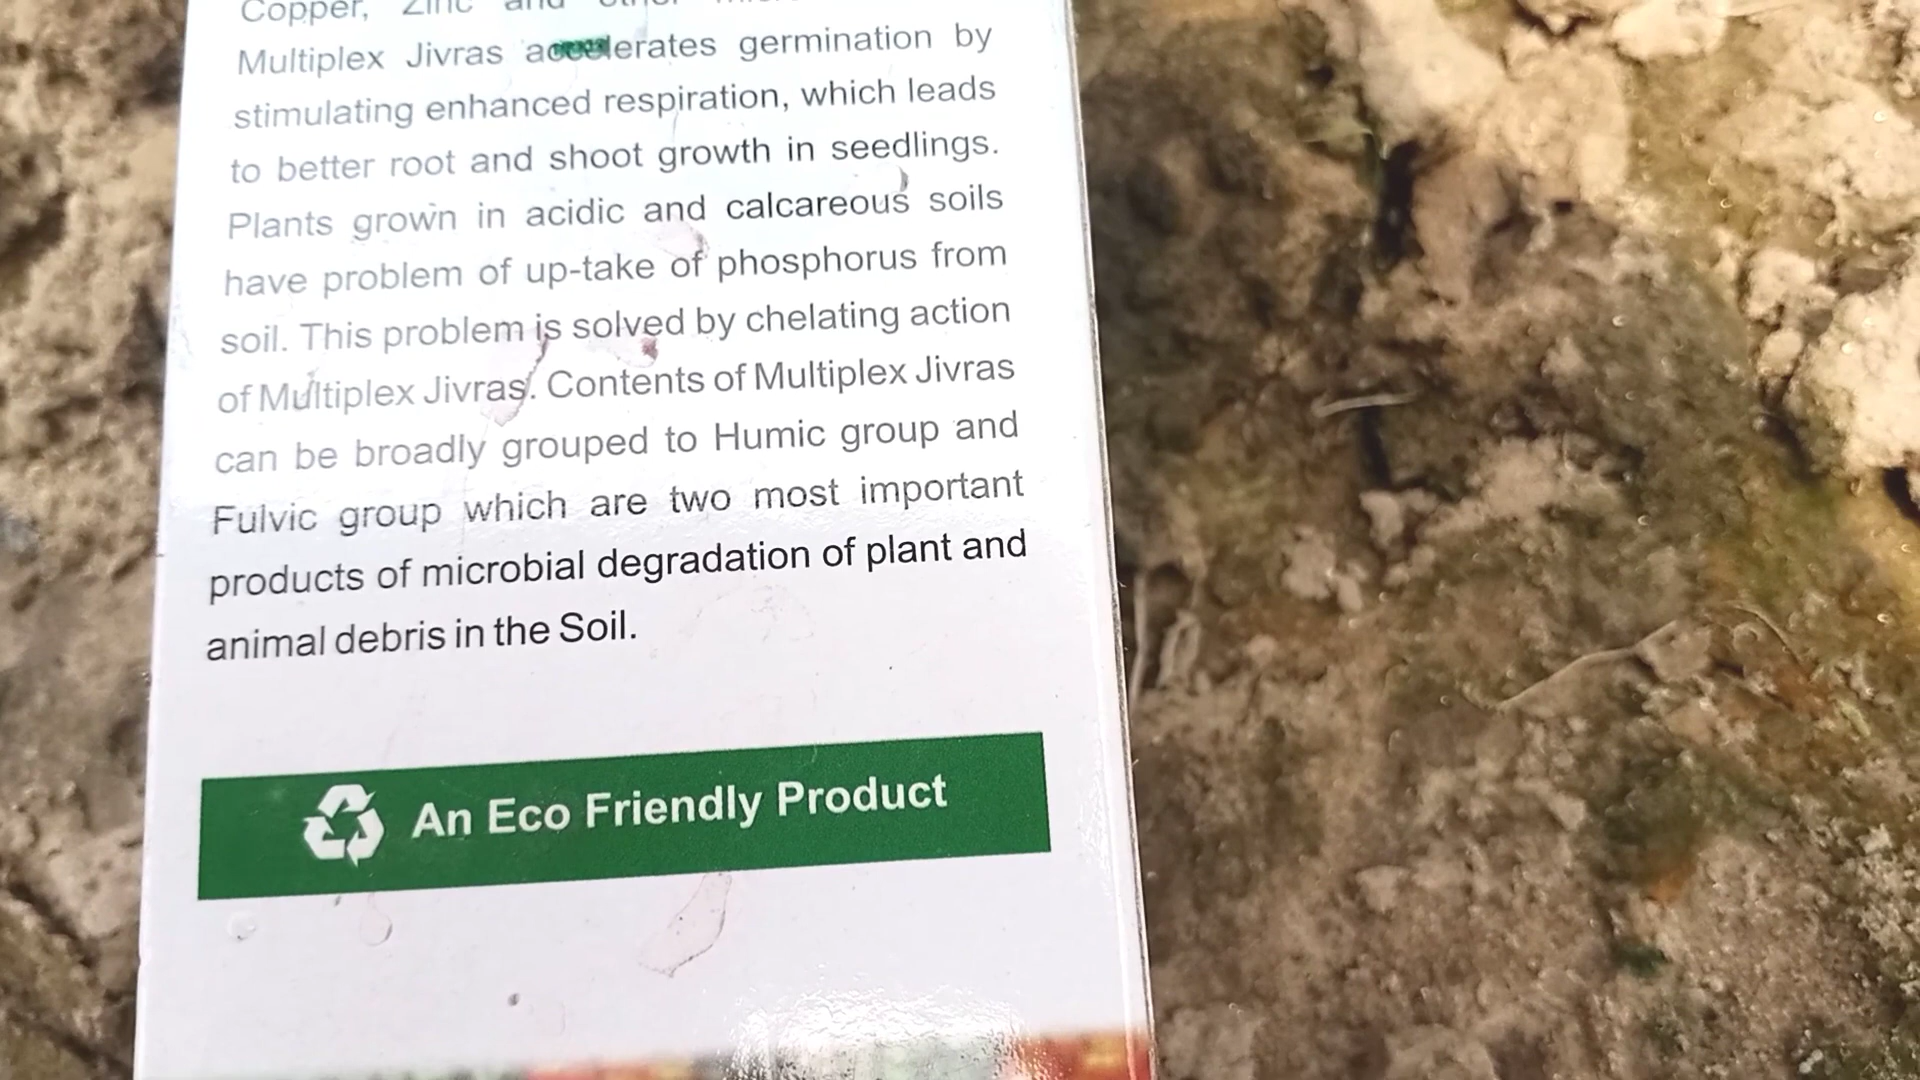 Copper, Zinc and other
Multiplex Jivras accelerates germination by
stimulating enhanced respiration, which leads
to better root and shoot growth in seedlings.
Plants grown in acidic and calcareous soils
have problem of up-take of phosphorus from
soil. This problem is solved by chelating action
of Multiplex Jivras. Contents of Multiplex Jivras
can be broadly grouped to Humic group and
Fulvic group which are two most important
products of microbial degradation of plant and
animal debris in the Soil.
An Eco Friendly Product